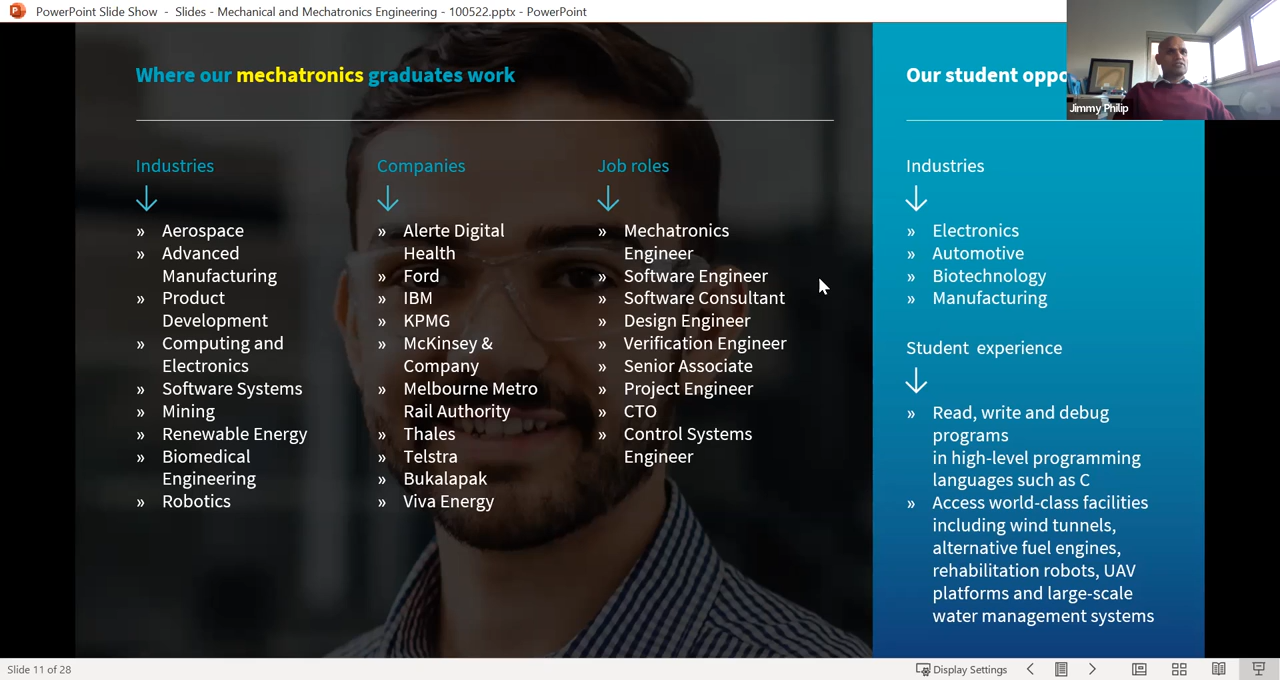 PowerPoint Slide Show - Slides - Mechanical and Mechatronics Engineering - 100522.pptx - PowerPoint
Where our mechatronics graduates work
Industries
» Aerospace
» Advanced
Manufacturing
» Product
Development
» Computing and
Electronics
» Software Systems
» Mining
» Renewable Energy
» Biomedical
Engineering
» Robotics
Companies
» Alerte Digital
Health
» Ford
» IBM
» KPMG
» McKinsey &
Company
» Melbourne Metro
Rail Authority
» Thales
» Telstra
» Bukalapak
» Viva Energy
Job roles
» Mechatronics
Engineer
» Software Engineer
» Software Consultant
» Design Engineer
» Verification Engineer
» Senior Associate
» Project Engineer
» CTO
» Control Systems
Engineer
Our student
Jimmy Philip
Industries
» Electronics
» Automotive
» Biotechnology
» Manufacturing
Student experience
» Read, write and debug
programs
in high-level programming
languages such as C
» Access world-class facilities
including wind tunnels,
alternative fuel engines,
rehabilitation robots, UAV
platforms and large-scale
water management systems
Slide 11 of 28
Display Settings